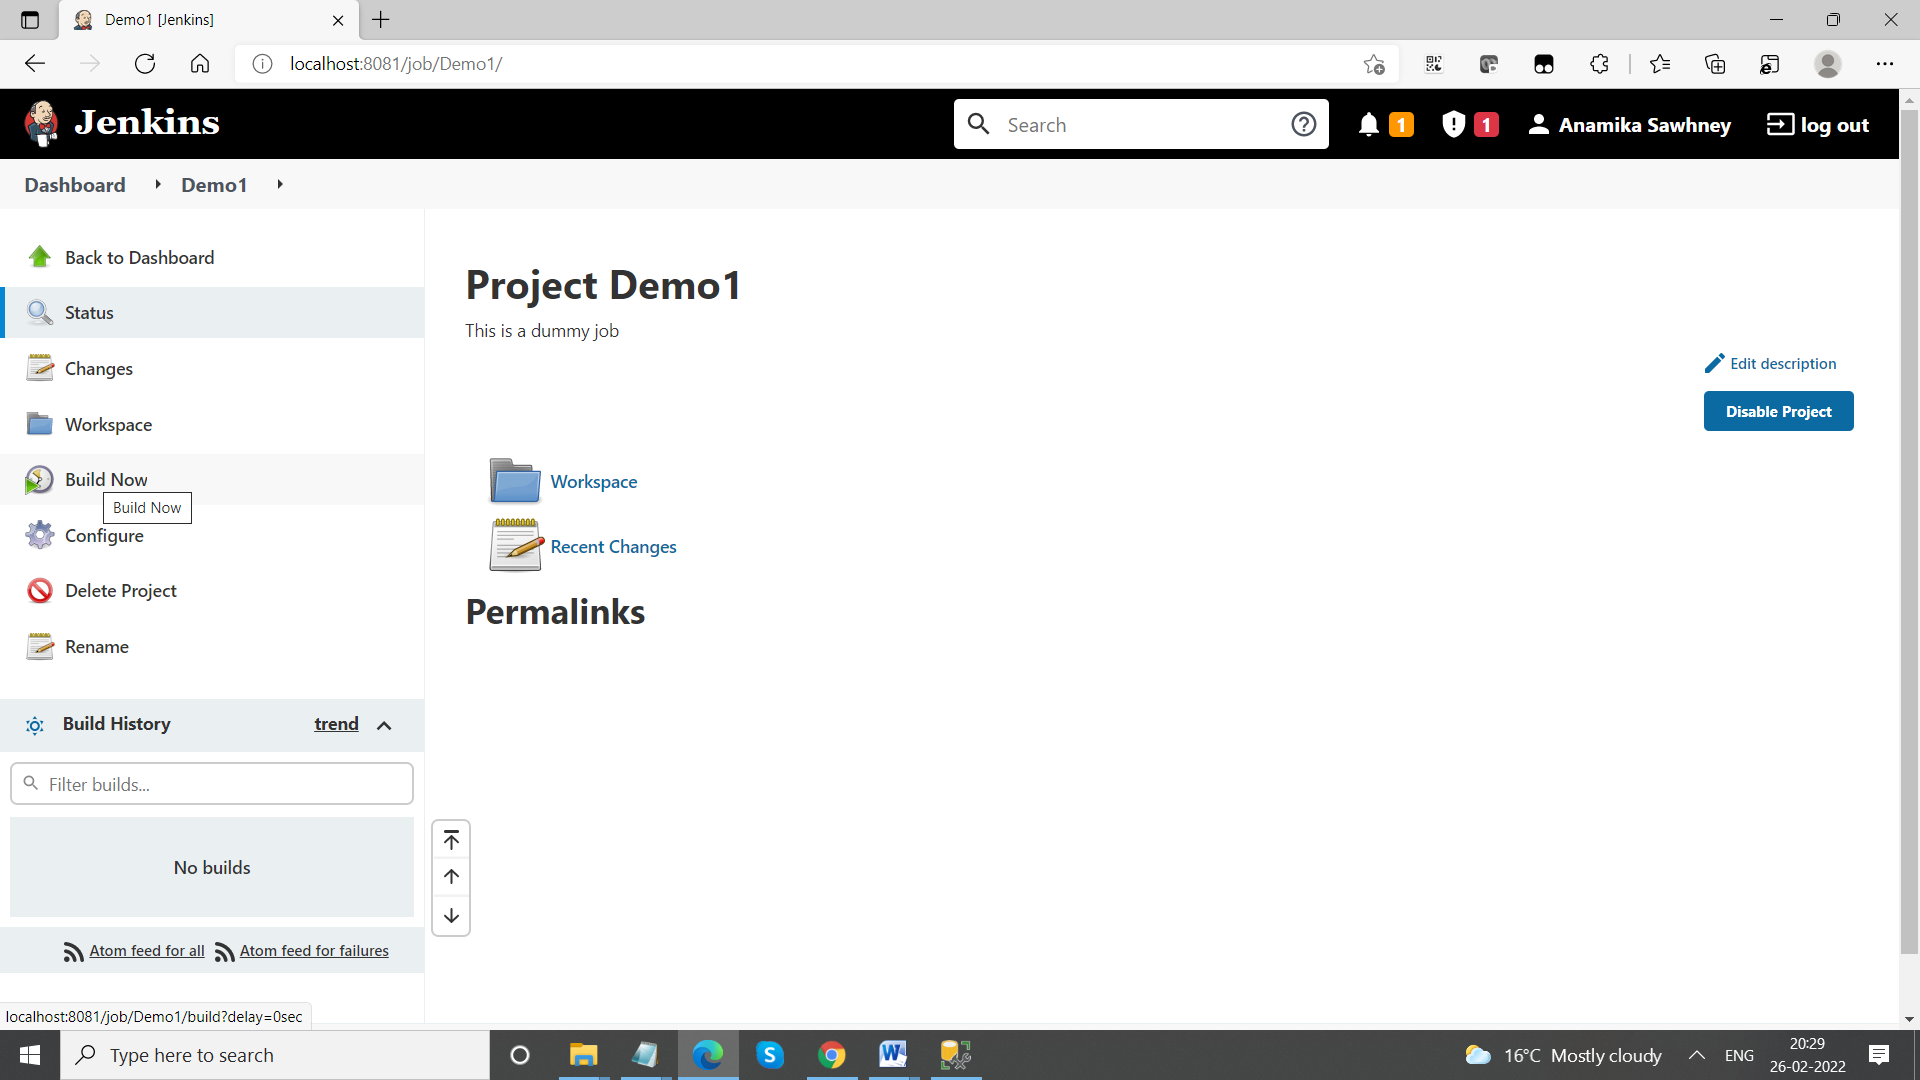 Demo1 [Jenkins]
localhost:8081/job/Demo1/
Jenkins
Search
1
1
Anamika Sawhney
log out
Dashboard
Demo1
Back to Dashboard
Status
Changes
Workspace
Build Now
Build Now
Configure
Delete Project
Rename
Build History
trend
Filter builds...
No builds
Atom feed for all
Atom feed for failures
Project Demo1
This is a dummy job
Edit description
Disable Project
Workspace
Recent Changes
Permalinks
localhost:8081/job/Demo1/build?delay=0sec
Type here to search
16°C Mostly cloudy
ENG
20:29
26-02-2022